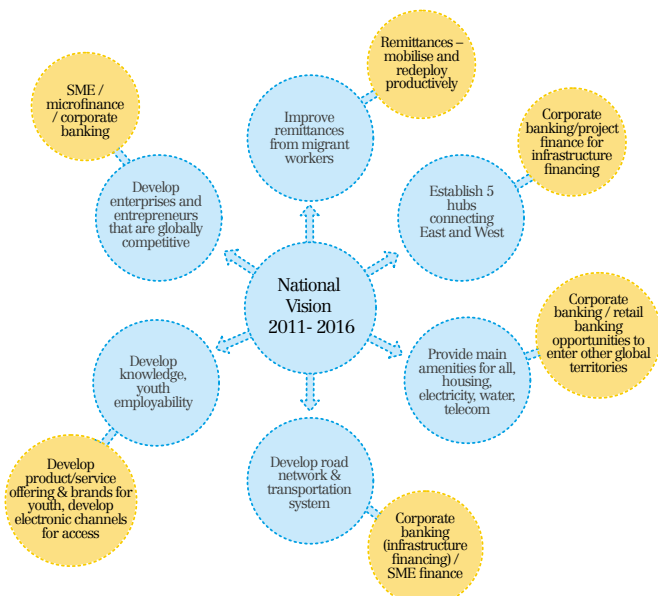 Remittances –
mobilise and
redeploy
productively
SME /
microfinance
/ corporate
banking
Improve
remittances
from migrant
workers
Corporate
banking/project
finance for
infrastructure
financing
Develop
enterprises and
entrepreneurs
that are globally
competitive
Establish 5
hubs
connecting
East and West
National
Vision
2011- 2016
Corporate
banking / retail
banking
opportunities to
enter other global
territories
Develop
knowledge,
youth
employability
Provide main
amenities for all,
housing,
electricity, water,
telecom
Develop
product/service
offering & brands for
youth, develop
electronic channels
for access
Develop road
network &
transportation
system
Corporate
banking
(infrastructure
financing) /
SME finance